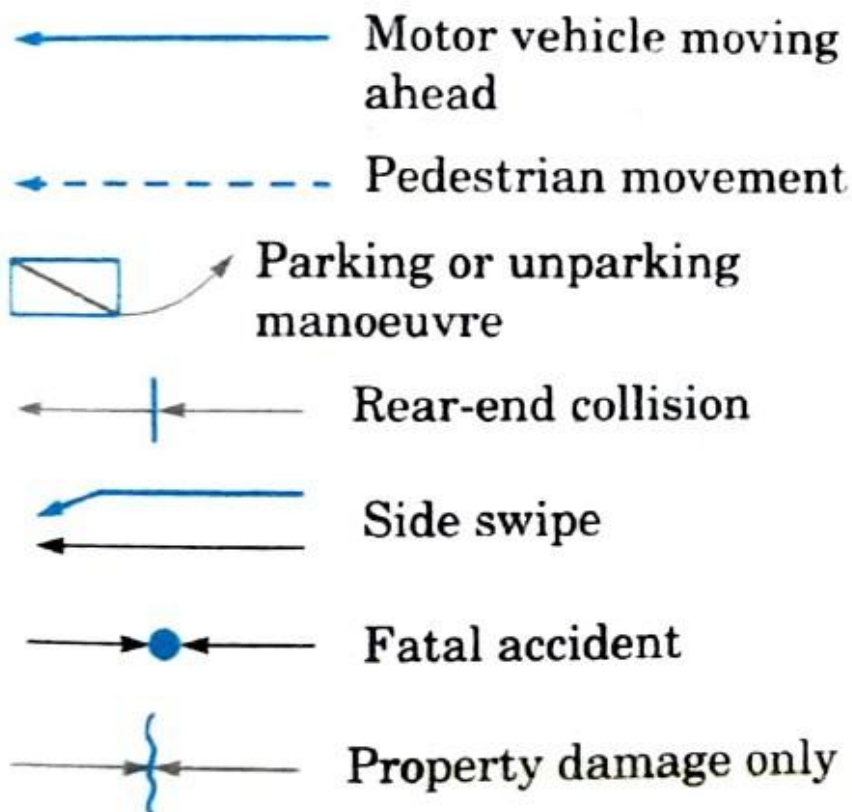 Motor vehicle moving
ahead
Pedestrian movement
Parking or unparking
manoeuvre
Rear-end collision
Side swipe
Fatal accident
Property damage only